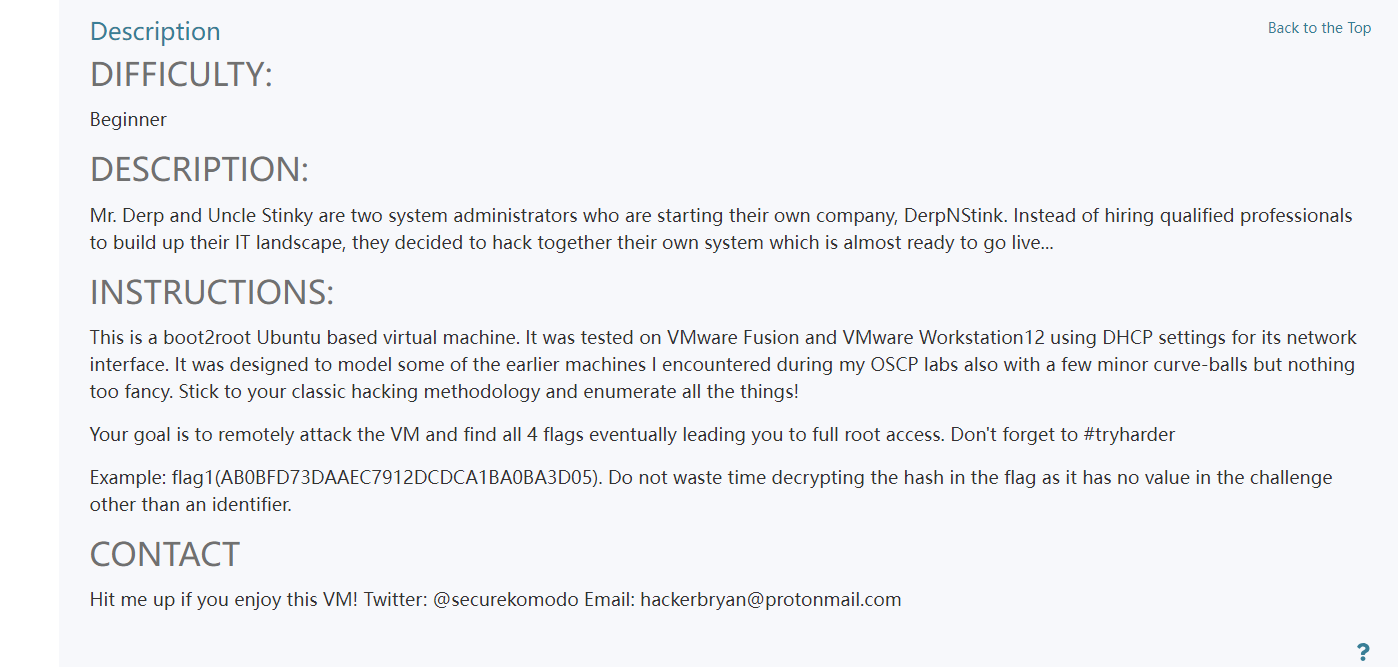 Description
Back to the Top
DIFFICULTY:
Beginner
DESCRIPTION:
Mr. Derp and Uncle Stinky are two system administrators who are starting their own company, DerpNStink. Instead of hiring qualified professionals
to build up their IT landscape, they decided to hack together their own system which is almost ready to go live...
INSTRUCTIONS:
This is a boot2root Ubuntu based virtual machine. It was tested on VMware Fusion and VMware Workstation12 using DHCP settings for its network
interface. It was designed to model some of the earlier machines I encountered during my OSCP labs also with a few minor curve-balls but nothing
too fancy. Stick to your classic hacking methodology and enumerate all the things!
Your goal is to remotely attack the VM and find all 4 flags eventually leading you to full root access. Don't forget to #tryharder
Example: flag1(AB0BFD73DAAEC7912DCDCA1BA0BA3D05). Do not waste time decrypting the hash in the flag as it has no value in the challenge
other than an identifier.
CONTACT
Hit me up if you enjoy this VM! Twitter: @securekomodo Email: hackerbryan@protonmail.com
?